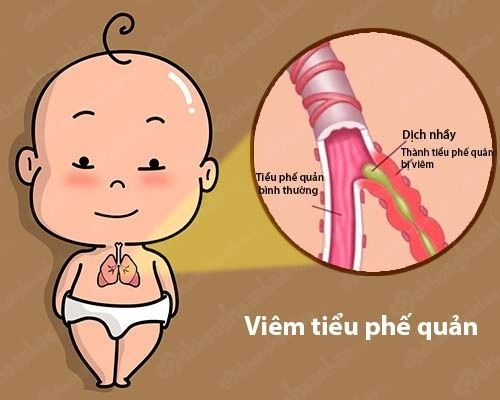 Dịch nhầy
Thành tiểu phế quản
bị viêm
Tiểu phế quản
bình thường
Viêm tiểu phế quản